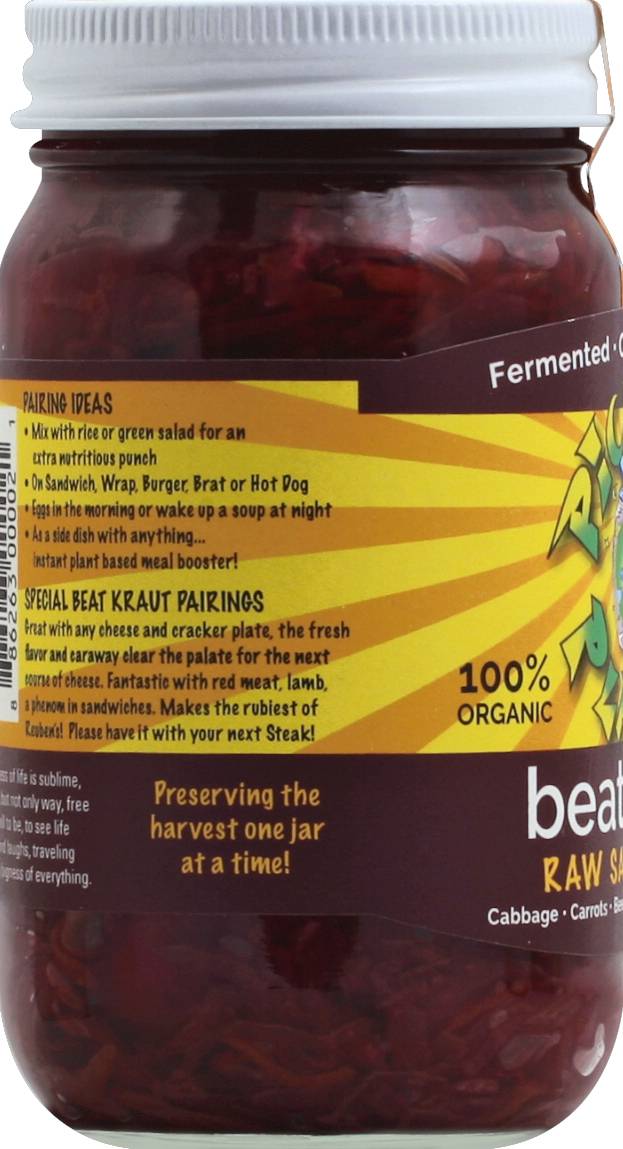 Fermented ·
PAIRING IDEAS
• Mix with rice or green salad for an
extra nutritious punch
• On Sandwich, Wrap, Burger, Brat or Hot Dog
• Eggs in the morning or wake up a soup at night
• As a side dish with anything...
instant plant based meal booster!
SPECIAL BEAT KRAUT PAIRINGS
Great with any cheese and cracker plate, the fresh
flavor and caraway clear the palate for the next
course of cheese. Fantastic with red meat, lamb,
a phenom in sandwiches. Makes the rubiest of
Reuben's! Please have it with your next Steak!
8 86263 00002 1
100%
ORGANIC
of life is sublime,
but not only way, free
to be, to see life
laughs, traveling
of everything.
Preserving the
harvest one jar
at a time!
beat
RAW SA
Cabbage · Carrots · Be